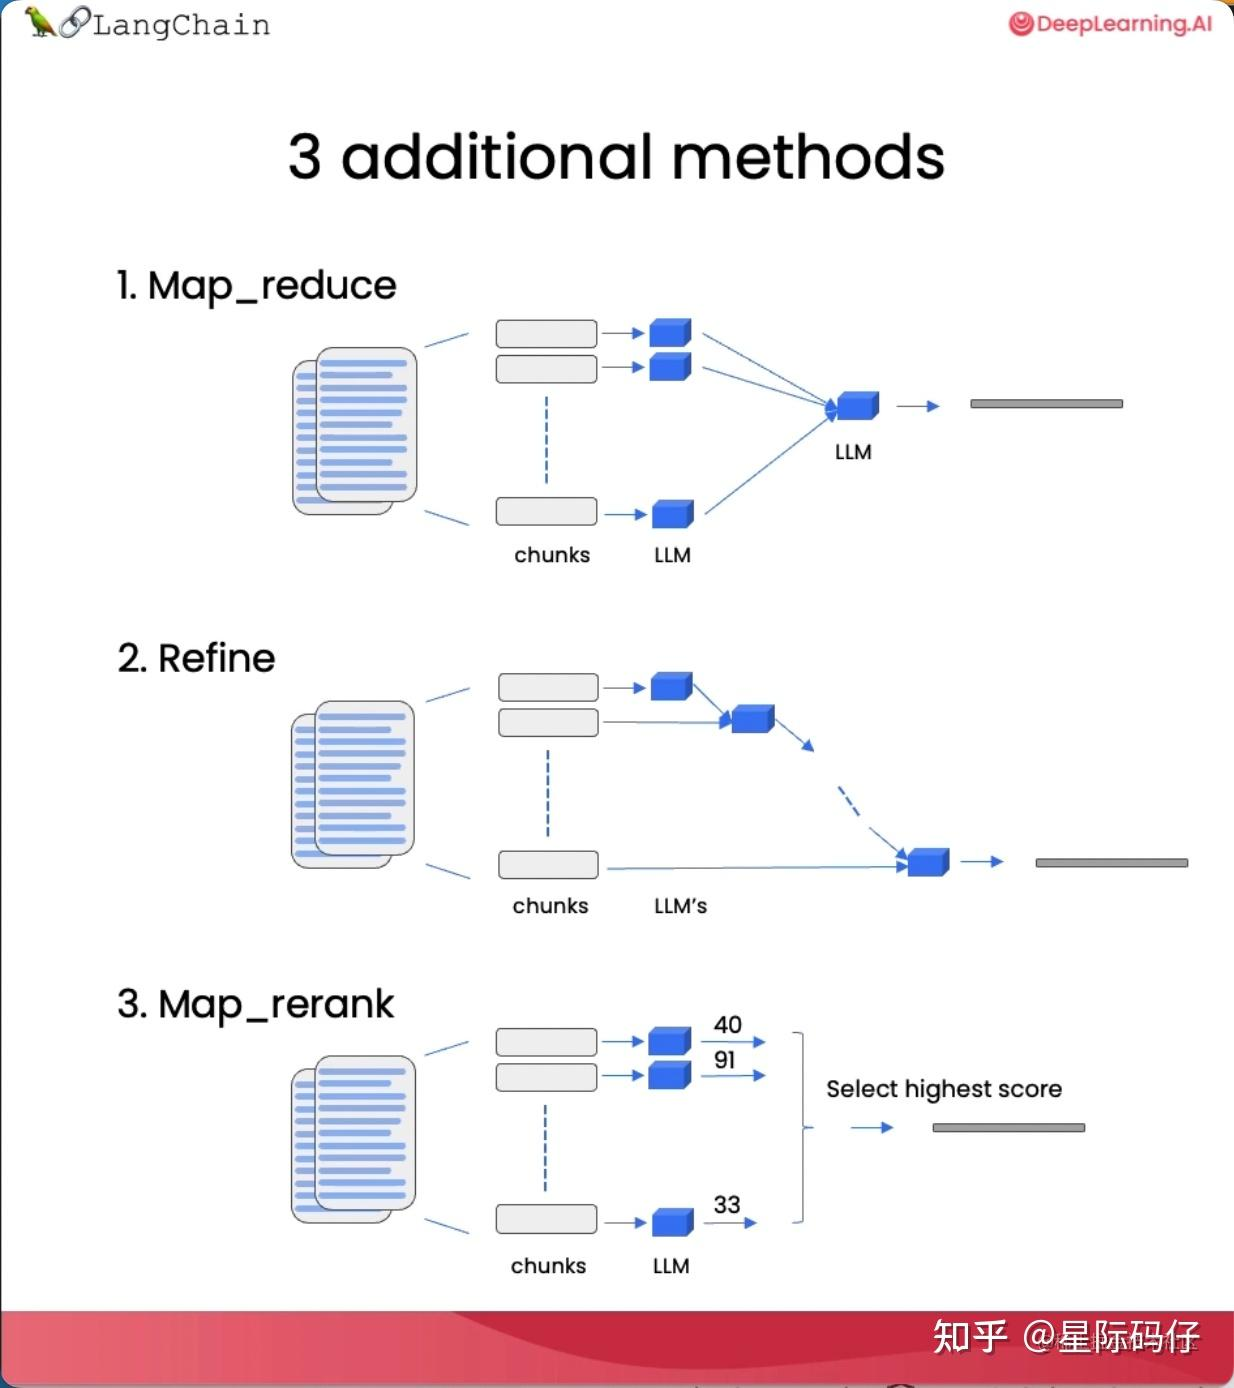 LangChain
DeepLearning.AI
3 additional methods
1. Map_reduce
LLM
chunks
LLM
2. Refine
chunks
LLM's
3. Map_rerank
40
91
Select highest score
33
chunks
LLM
知乎 @星际码仔